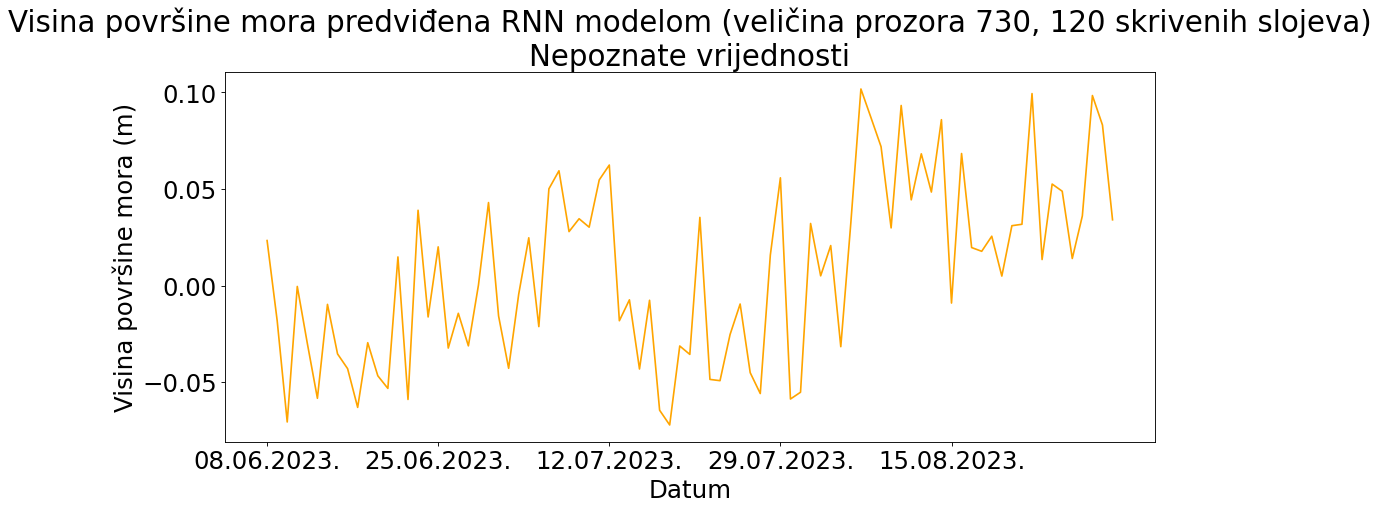 Visina površine mora predviđena RNN modelom (veličina prozora 730, 120 skrivenih slojeva)
Nepoznate vrijednosti
Visina površine mora (m)
0.10
0.05
0.00
−0.05
08.06.2023. 25.06.2023. 12.07.2023. 29.07.2023. 15.08.2023.
Datum